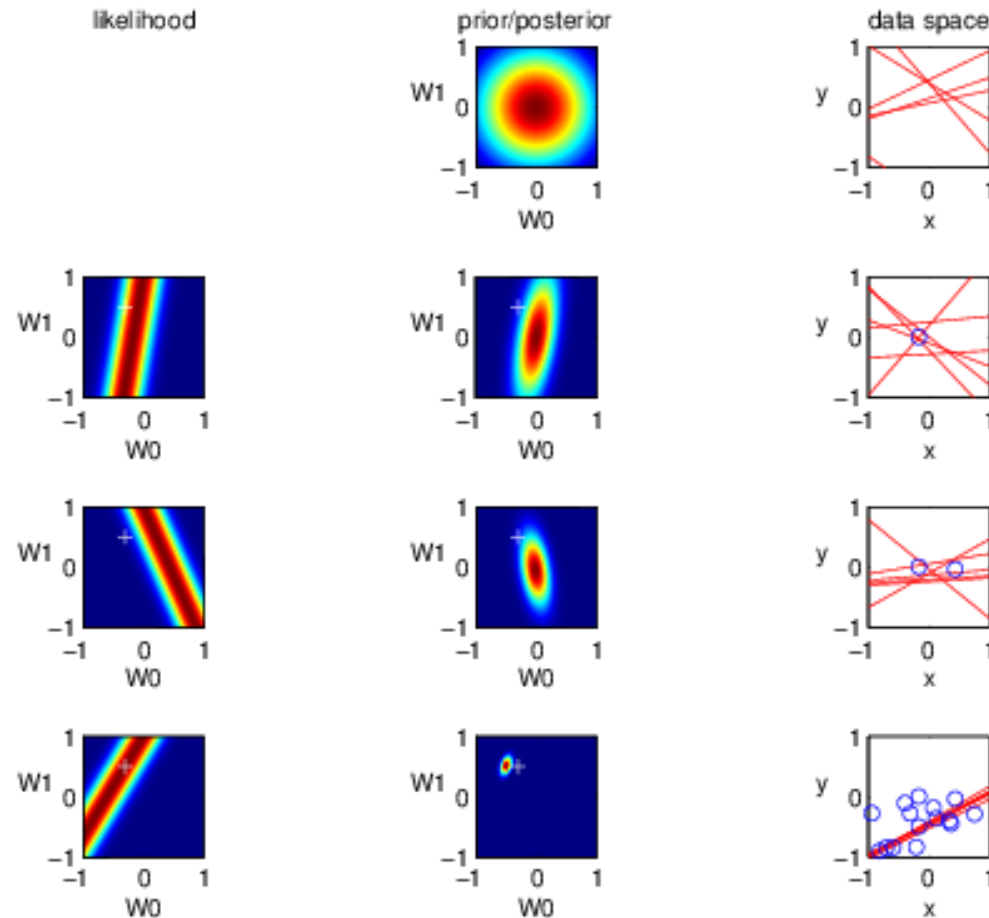 likelihood prior/posterior data space
1 1
W1 0 y 0
−1 −1
−1 0 1 −1 0 1
W0 x
1 1 1
W1 0 W1 0 y 0
−1 −1 −1
−1 0 1 −1 0 1 −1 0 1
W0 W0 x
1 1 1
W1 0 W1 0 y 0
−1 −1 −1
−1 0 1 −1 0 1 −1 0 1
W0 W0 x
1 1 1
W1 0 W1 0 y 0
−1 −1 −1
−1 0 1 −1 0 1 −1 0 1
W0 W0 x